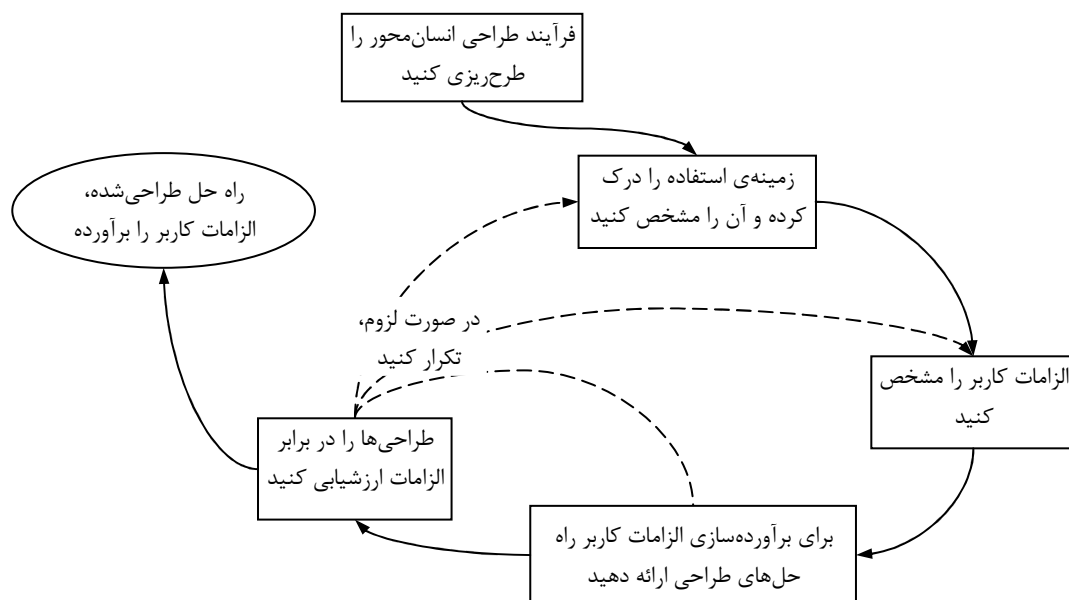 فرآیند طراحی انسان‌محور را
طرح‌ریزی کنید
زمینه‌ی استفاده را درک
کرده و آن را مشخص کنید
راه حل طراحی‌شده،
الزامات کاربر را برآورده
در صورت لزوم،
تکرار کنید
الزامات کاربر را مشخص
کنید
طراحی‌ها را در برابر
الزامات ارزشیابی کنید
برای برآورده‌سازی الزامات کاربر راه
حل‌های طراحی ارائه دهید